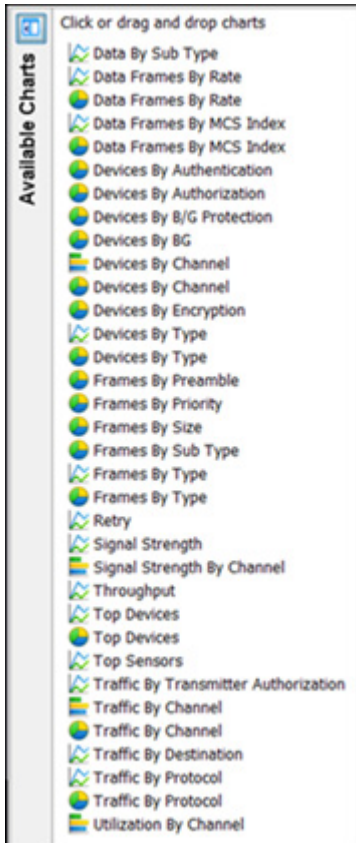 Click or drag and drop charts
Available Charts
Data By Sub Type
Data Frames By Rate
Data Frames By Rate
Data Frames By MCS Index
Data Frames By MCS Index
Devices By Authentication
Devices By Authorization
Devices By B/G Protection
Devices By BG
Devices By Channel
Devices By Channel
Devices By Encryption
Devices By Type
Devices By Type
Frames By Preamble
Frames By Priority
Frames By Size
Frames By Sub Type
Frames By Type
Frames By Type
Retry
Signal Strength
Signal Strength By Channel
Throughput
Top Devices
Top Devices
Top Sensors
Traffic By Transmitter Authorization
Traffic By Channel
Traffic By Channel
Traffic By Destination
Traffic By Protocol
Traffic By Protocol
Utilization By Channel